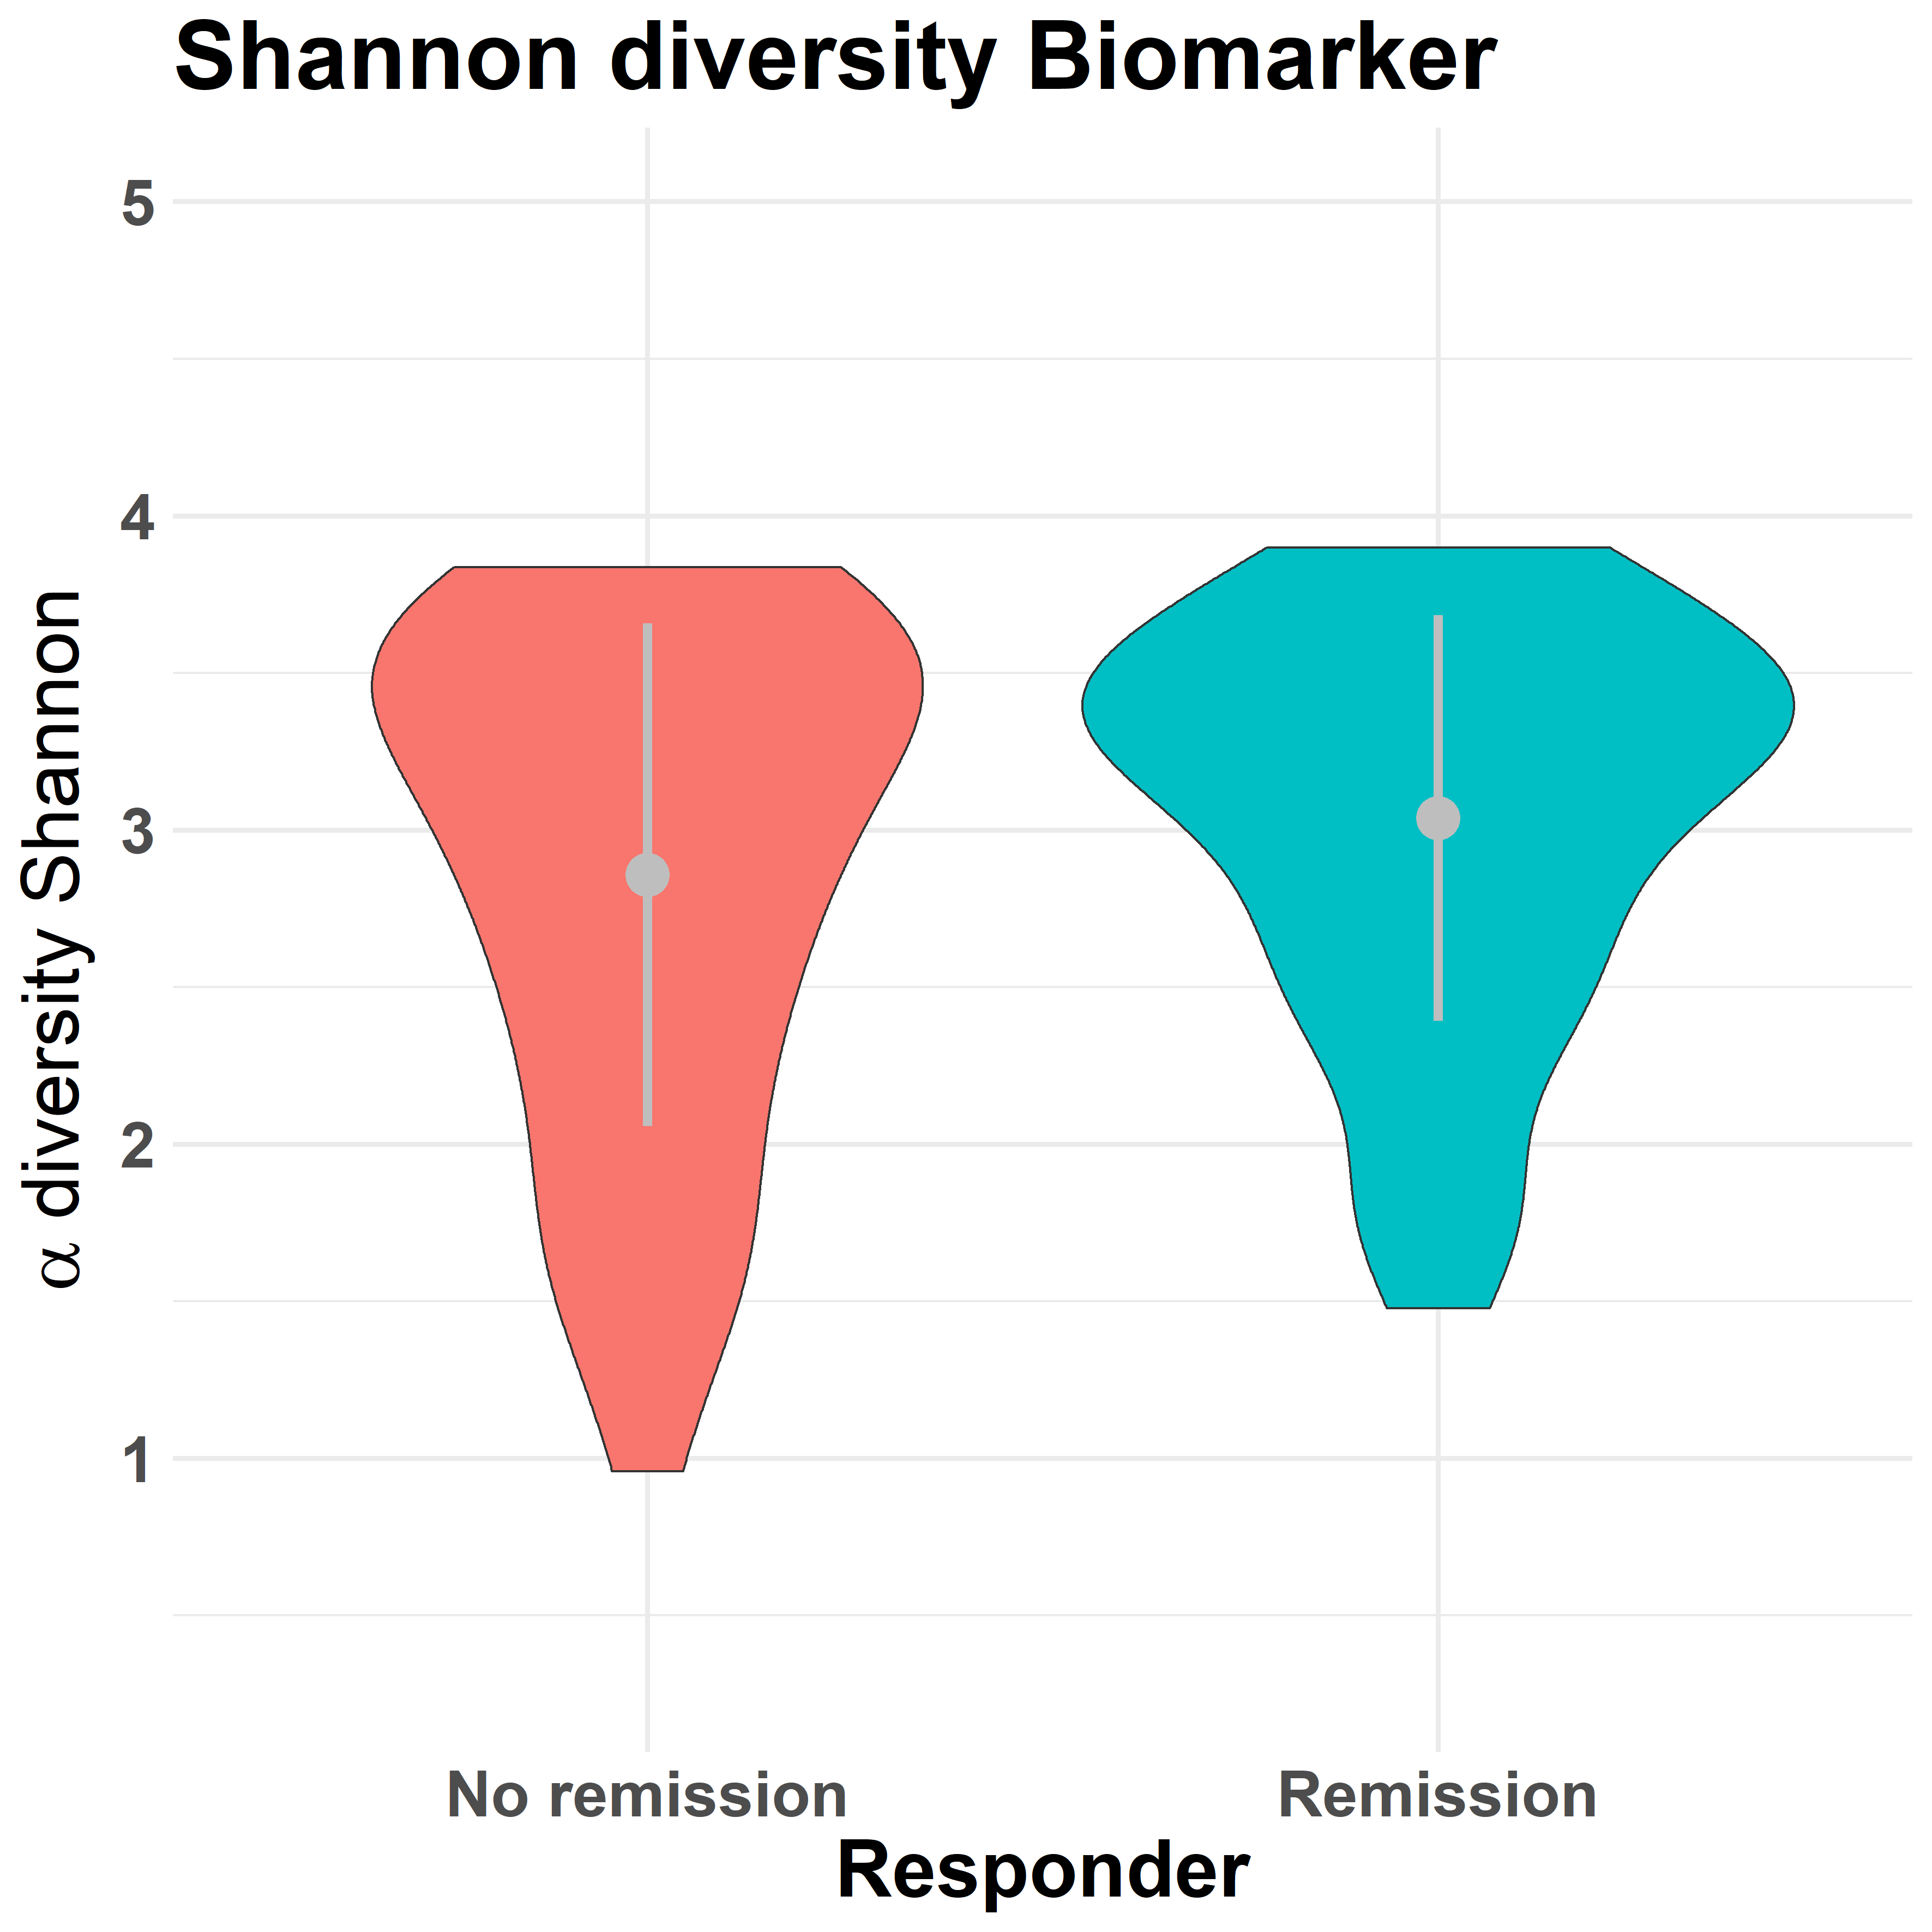 Shannon diversity Biomarker
α diversity Shannon
5
4
3
2
1
No remission
Remission
Responder